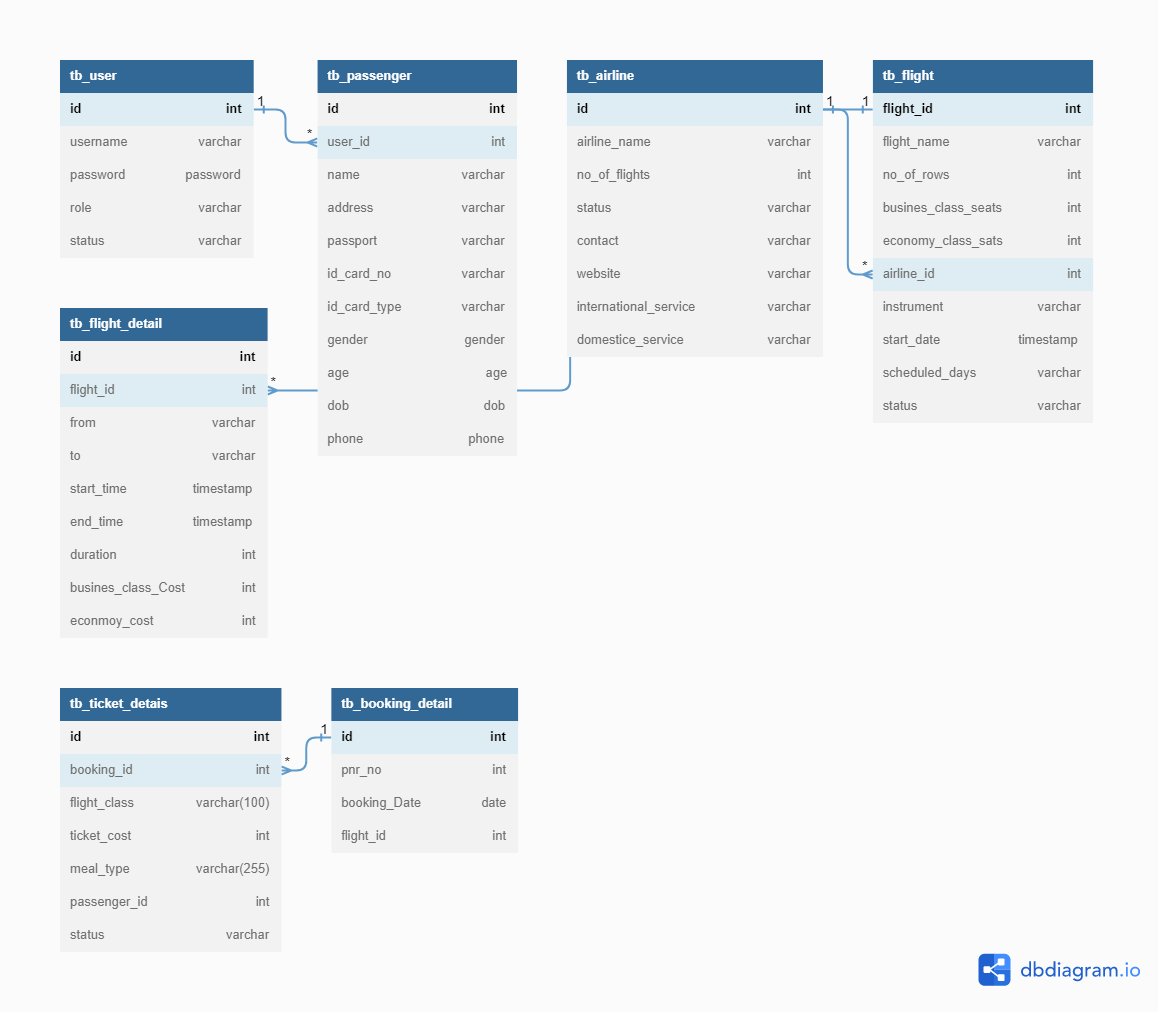 tb_user
id int
username varchar
password password
role varchar
status varchar
1
*
tb_passenger
id int
user_id int
name varchar
address varchar
passport varchar
id_card_no varchar
id_card_type varchar
gender gender
age age
dob dob
phone phone
tb_airline
id int
airline_name varchar
no_of_flights int
status varchar
contact varchar
website varchar
international_service varchar
domestice_service varchar
1
1
*
tb_flight
flight_id int
flight_name varchar
no_of_rows int
busines_class_seats int
economy_class_sats int
airline_id int
instrument varchar
start_date timestamp
scheduled_days varchar
status varchar
tb_flight_detail
id int
flight_id int
from varchar
to varchar
start_time timestamp
end_time timestamp
duration int
busines_class_Cost int
econmoy_cost int
*
tb_ticket_detais
id int
booking_id int
flight_class varchar(100)
ticket_cost int
meal_type varchar(255)
passenger_id int
status varchar
*
1
tb_booking_detail
id int
pnr_no int
booking_Date date
flight_id int
dbdiagram.io